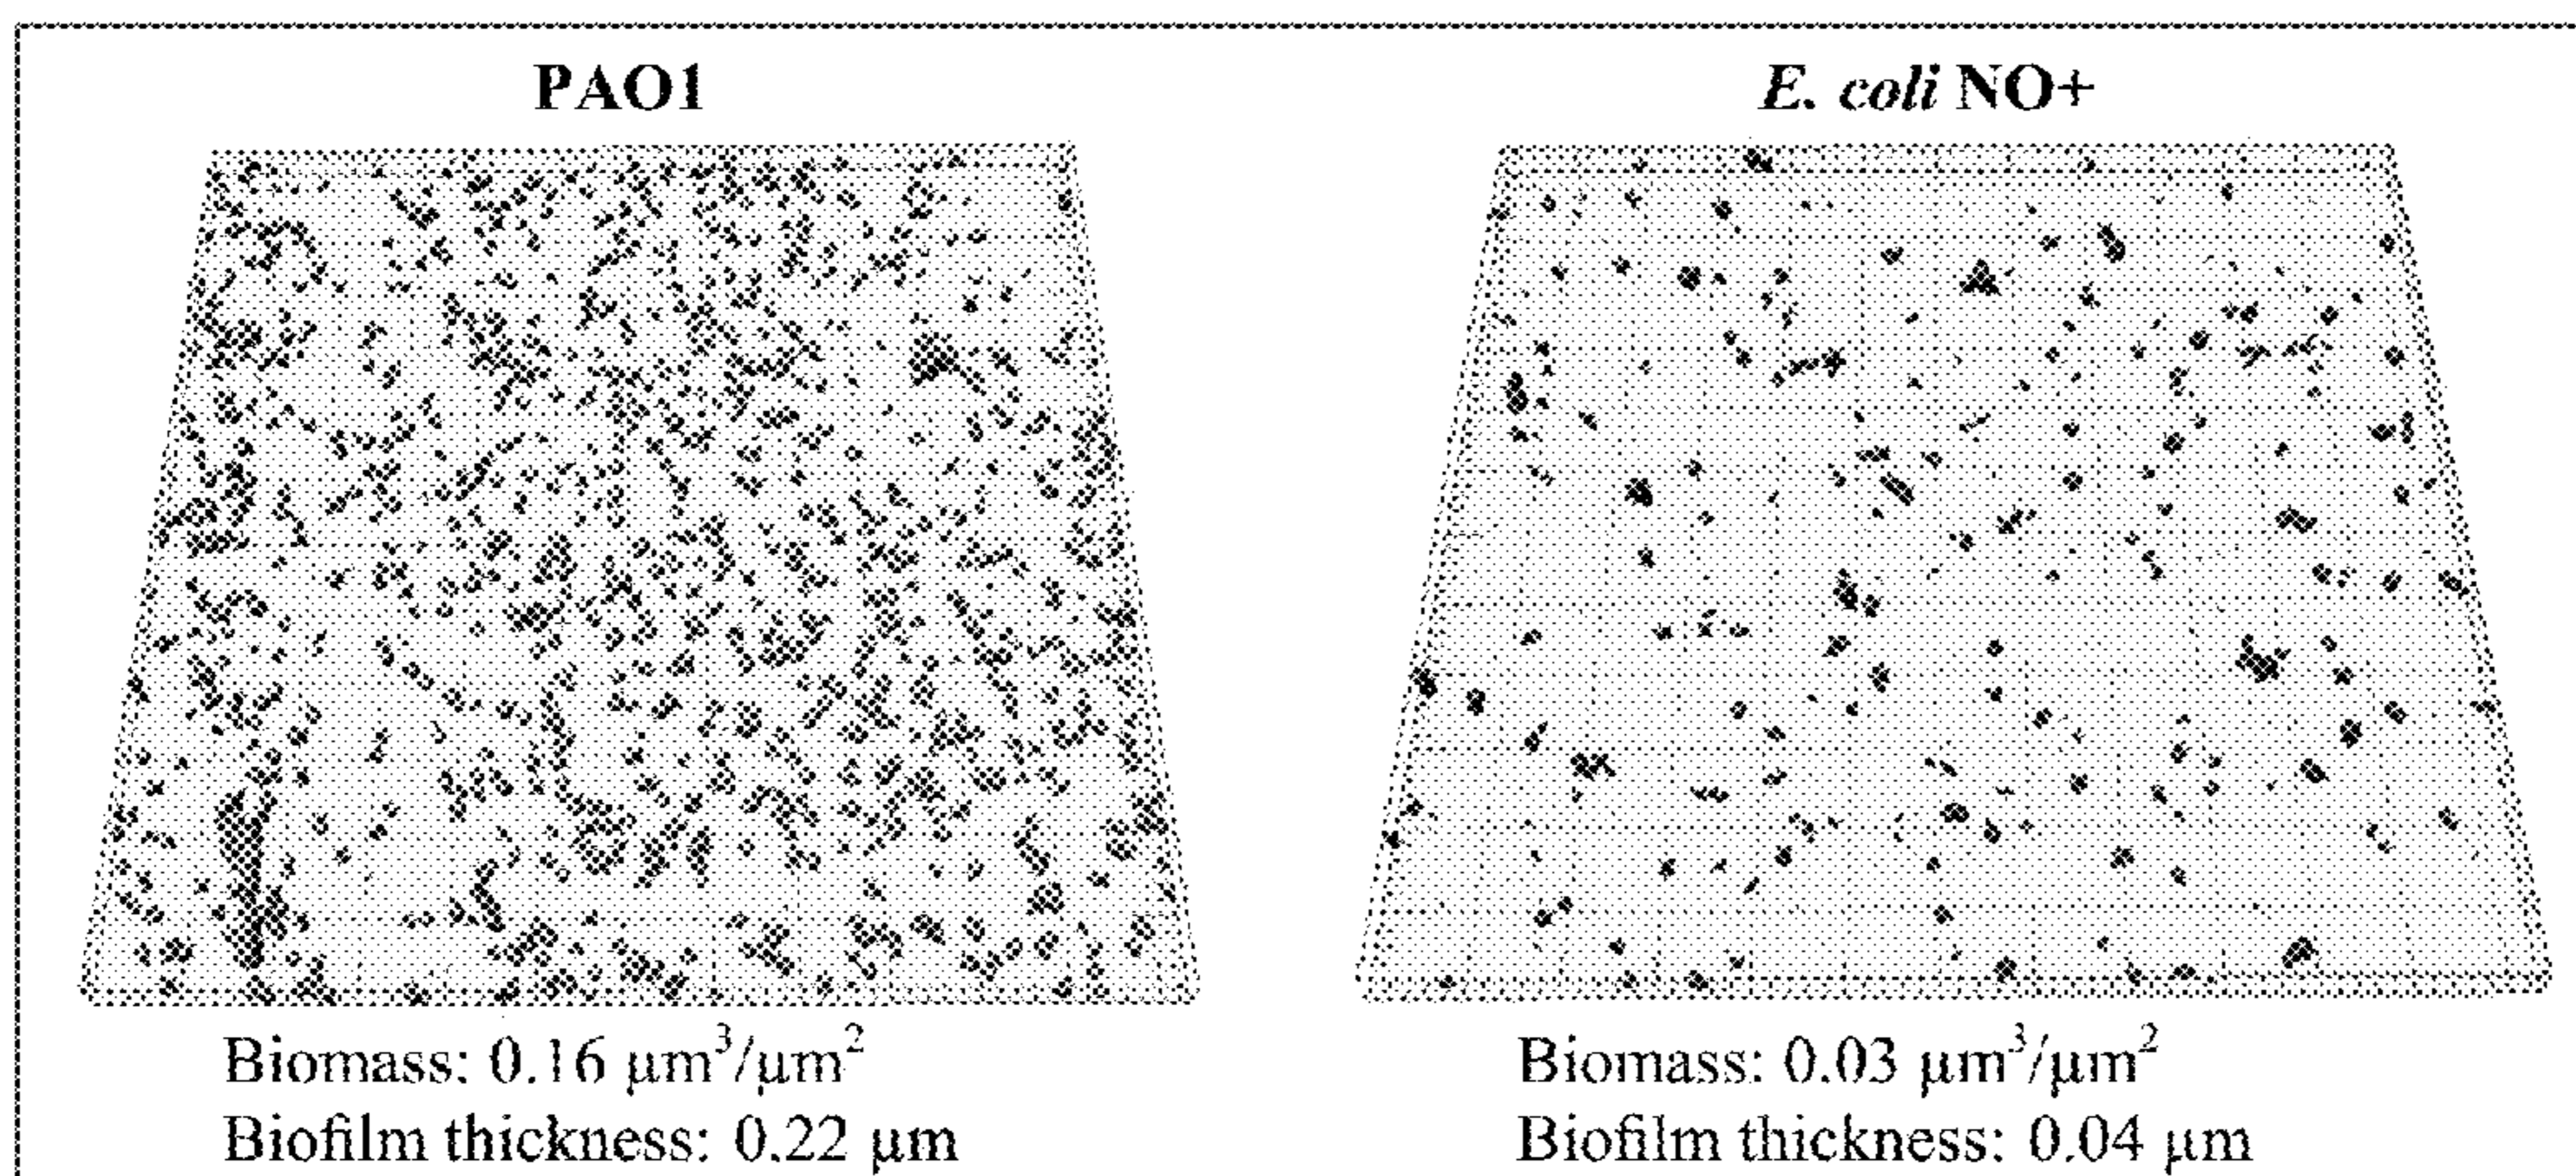 PAO1
E. coli NO+
Biomass: 0.16 μm³/μm²
Biofilm thickness: 0.22 μm
Biomass: 0.03 μm³/μm²
Biofilm thickness: 0.04 μm